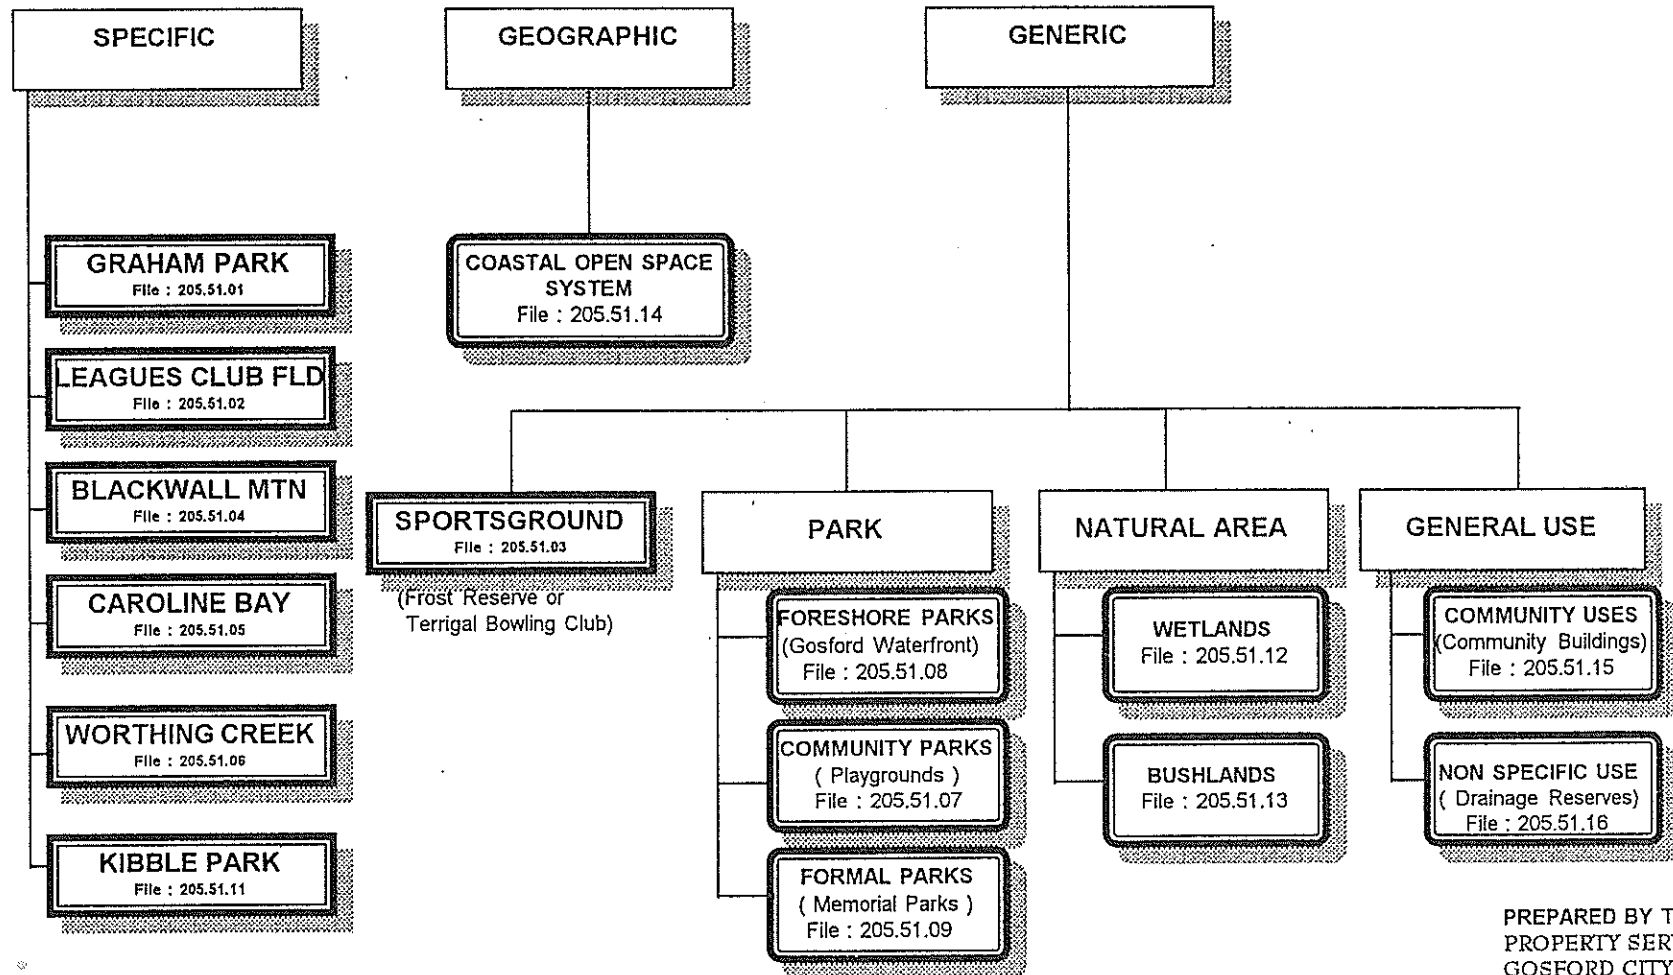 SPECIFIC
GRAHAM PARK
File : 205.51.01
LEAGUES CLUB FLD
File : 205.51.02
BLACKWALL MTN
File : 205.51.04
CAROLINE BAY
File : 205.51.05
WORTHING CREEK
File : 205.51.06
KIBBLE PARK
File : 205.51.11
GEOGRAPHIC
COASTAL OPEN SPACE
SYSTEM
File : 205.51.14
GENERIC
SPORTSGROUND
File : 205.51.03
(Frost Reserve or
Terrigal Bowling Club)
PARK
FORESHORE PARKS
(Gosford Waterfront)
File : 205.51.08
COMMUNITY PARKS
( Playgrounds )
File : 205.51.07
FORMAL PARKS
( Memorial Parks )
File : 205.51.09
NATURAL AREA
WETLANDS
File : 205.51.12
BUSHLANDS
File : 205.51.13
GENERAL USE
COMMUNITY USES
(Community Buildings)
File : 205.51.15
NON SPECIFIC USE
( Drainage Reserves)
File : 205.51.16
PREPARED BY
PROPERTY
GOSFORD CITY